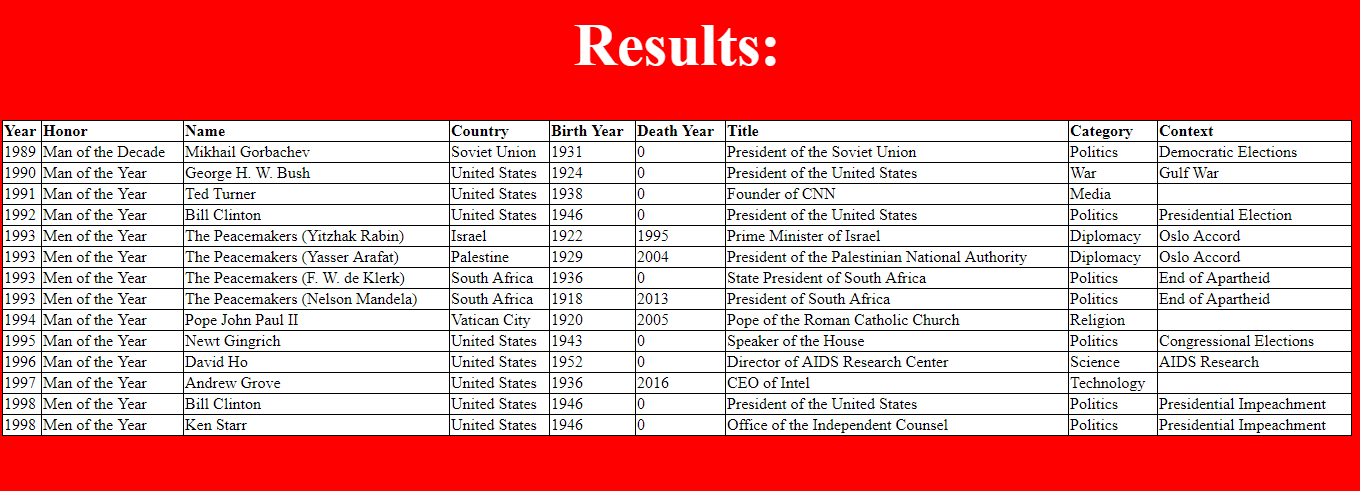 Results:
Year Honor Name Country Birth Year Death Year Title Category Context
1989 Man of the Decade Mikhail Gorbachev Soviet Union 1931 0 President of the Soviet Union Politics Democratic Elections
1990 Man of the Year George H. W. Bush United States 1924 0 President of the United States War Gulf War
1991 Man of the Year Ted Turner United States 1938 0 Founder of CNN Media
1992 Man of the Year Bill Clinton United States 1946 0 President of the United States Politics Presidential Election
1993 Men of the Year The Peacemakers (Yitzhak Rabin) Israel 1922 1995 Prime Minister of Israel Diplomacy Oslo Accord
1993 Men of the Year The Peacemakers (Yasser Arafat) Palestine 1929 2004 President of the Palestinian National Authority Diplomacy Oslo Accord
1993 Men of the Year The Peacemakers (F. W. de Klerk) South Africa 1936 0 State President of South Africa Politics End of Apartheid
1993 Men of the Year The Peacemakers (Nelson Mandela) South Africa 1918 2013 President of South Africa Politics End of Apartheid
1994 Man of the Year Pope John Paul II Vatican City 1920 2005 Pope of the Roman Catholic Church Religion
1995 Man of the Year Newt Gingrich United States 1943 0 Speaker of the House Politics Congressional Elections
1996 Man of the Year David Ho United States 1952 0 Director of AIDS Research Center Science AIDS Research
1997 Man of the Year Andrew Grove United States 1936 2016 CEO of Intel Technology
1998 Men of the Year Bill Clinton United States 1946 0 President of the United States Politics Presidential Impeachment
1998 Men of the Year Ken Starr United States 1946 0 Office of the Independent Counsel Politics Presidential Impeachment